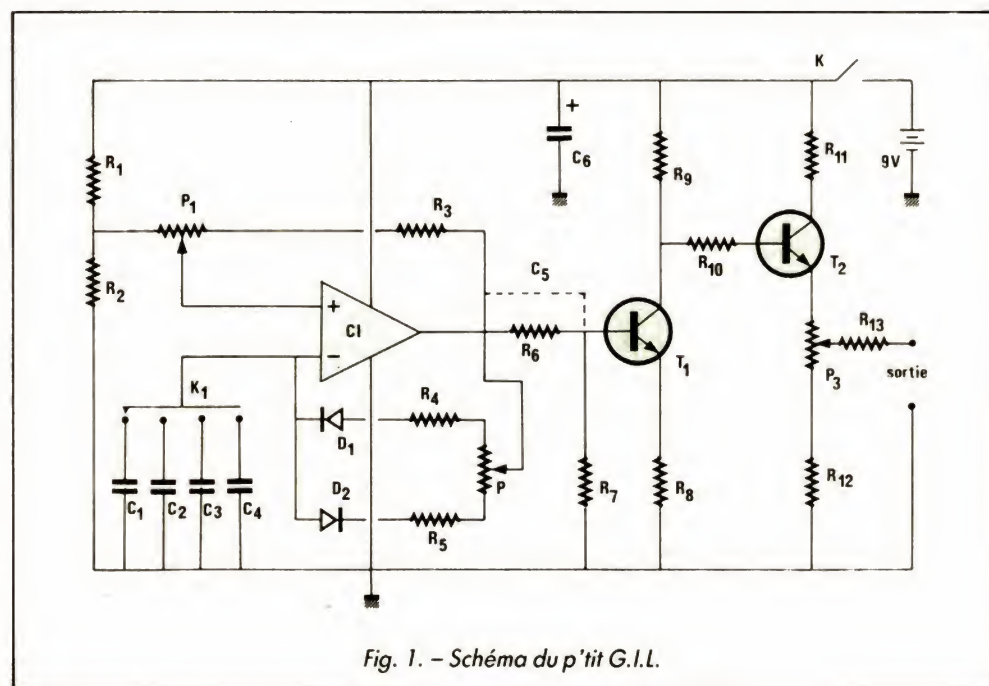 K
+
C6
R9
R11
9V
R1
P1
R3
R2
R10
T2
C5
+
CI
−
R6
T1
R13
P3
sortie
K1
R4
D1
P
D2
R5
R7
R8
R12
C1
C2
C3
C4
Fig. 1. – Schéma du p'tit G.I.L.